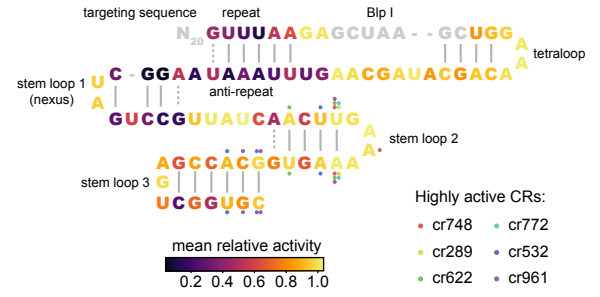 targeting sequence repeat Blp I
N20 GUUUAAGAGCUAA--GCUGG
A
A
tetraloop
C-GGAAUAAAUUUGAACGAUACGACA
U
A
stem loop 1
(nexus)
anti-repeat
GUCCGUUAUCAACUUG
A
A
stem loop 2
AGCCACGGUGAAA
stem loop 3
G
UCGGUGC
mean relative activity
0.2 0.4 0.6 0.8 1.0
Highly active CRs:
cr748 cr772
cr289 cr532
cr622 cr961